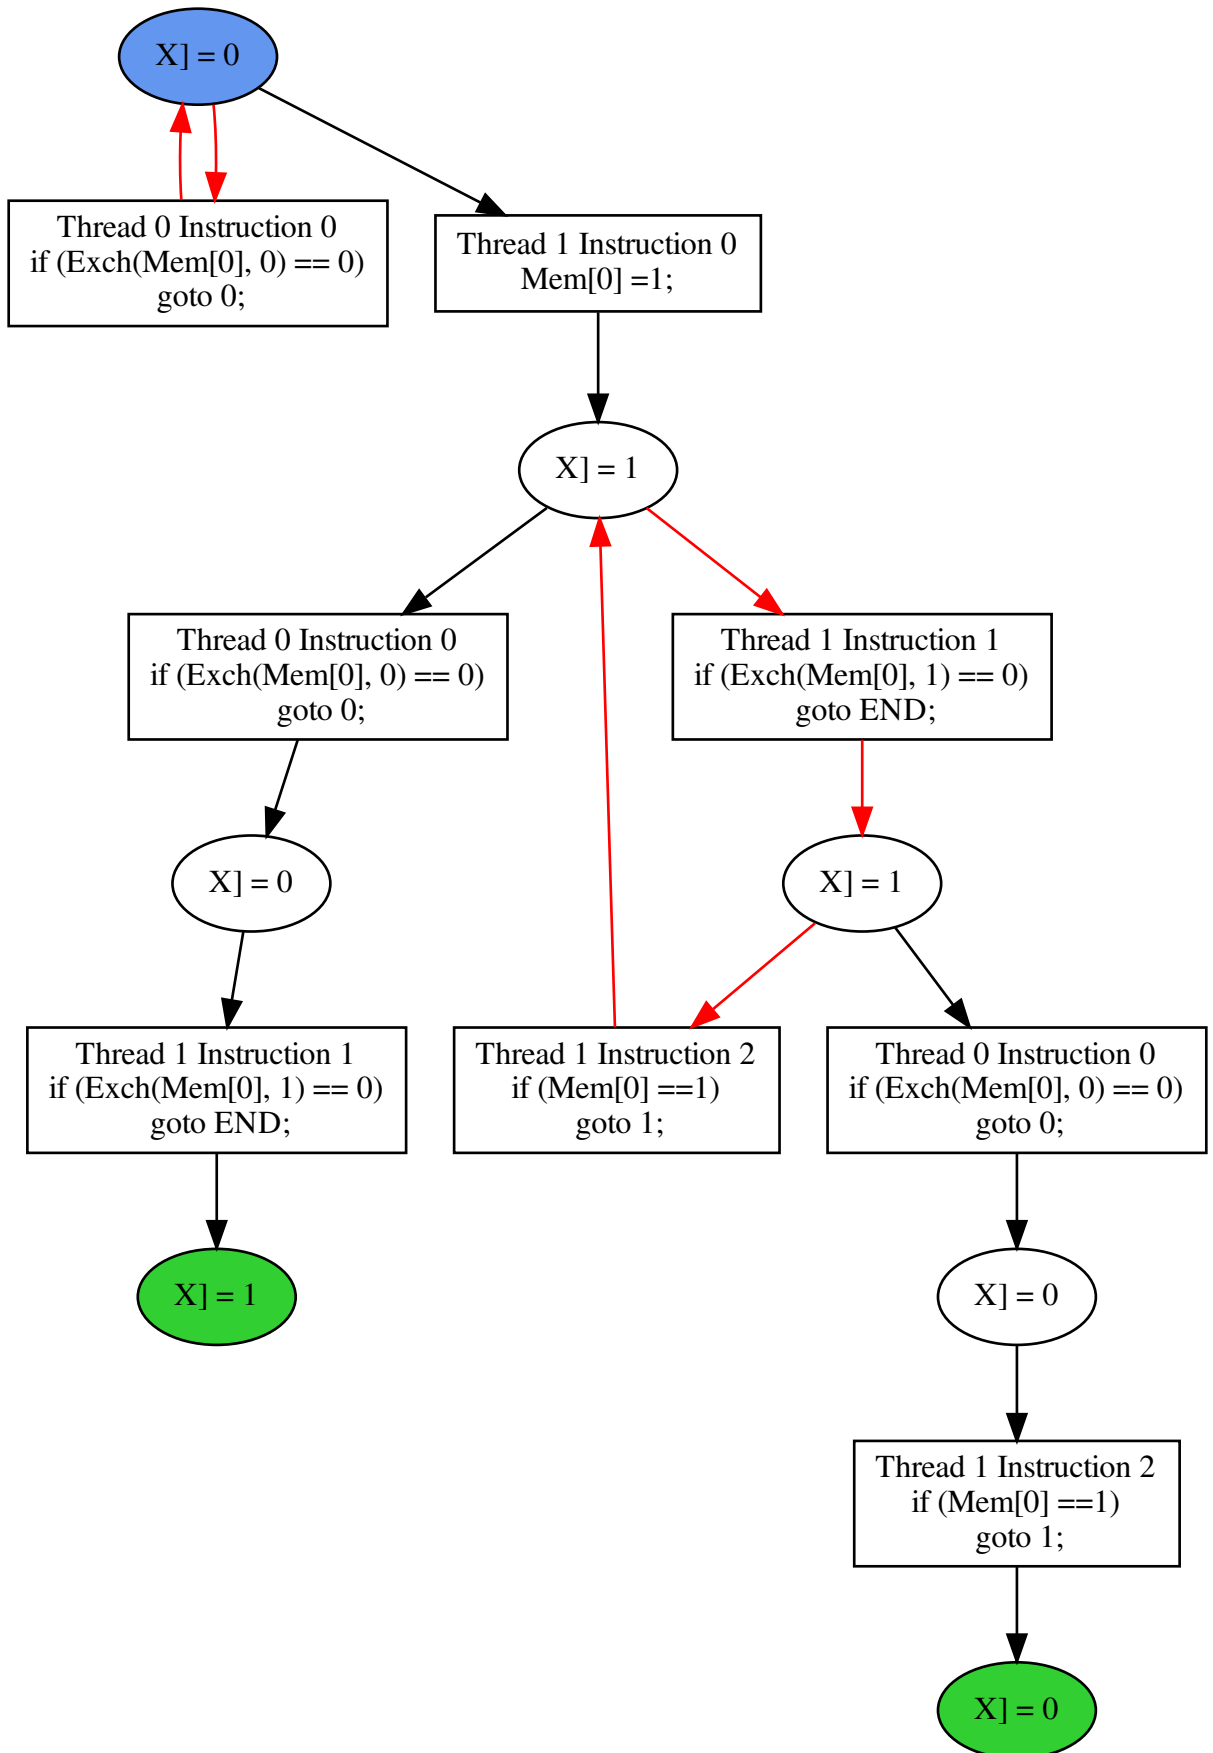 X] = 0
Thread 0 Instruction 0
if (Exch(Mem[0], 0) == 0)
goto 0;
Thread 1 Instruction 0
Mem[0] =1;
X] = 1
Thread 0 Instruction 0
if (Exch(Mem[0], 0) == 0)
goto 0;
Thread 1 Instruction 1
if (Exch(Mem[0], 1) == 0)
goto END;
X] = 0
X] = 1
Thread 1 Instruction 1
if (Exch(Mem[0], 1) == 0)
goto END;
Thread 1 Instruction 2
if (Mem[0] ==1)
goto 1;
Thread 0 Instruction 0
if (Exch(Mem[0], 0) == 0)
goto 0;
X] = 1
X] = 0
Thread 1 Instruction 2
if (Mem[0] ==1)
goto 1;
X] = 0